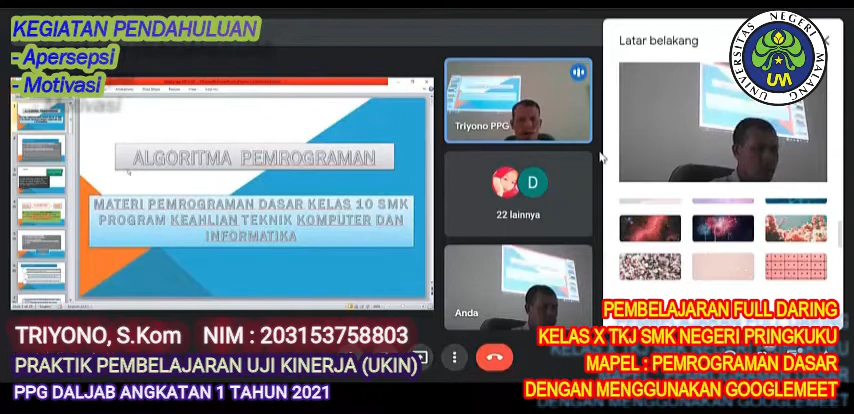 KEGIATAN PENDAHULUAN
- Apersepsi
- Motivasi
ALGORITMA PEMROGRAMAN
MATERI PEMROGRAMAN DASAR KELAS 10 SMK
PROGRAM KEAHLIAN TEKNIK KOMPUTER DAN
INFORMATIKA
Triyono PPG
D
22 lainnya
Anda
Latar belakang
UNIVERSITAS NEGERI MALANG
UM
TRIYONO, S.Kom NIM : 203153758803
PRAKTIK PEMBELAJARAN UJI KINERJA (UKIN)
PPG DALJAB ANGKATAN 1 TAHUN 2021
PEMBELAJARAN FULL DARING
KELAS X TKJ SMK NEGERI PRINGKUKU
MAPEL : PEMROGRAMAN DASAR
DENGAN MENGGUNAKAN GOOGLEMEET